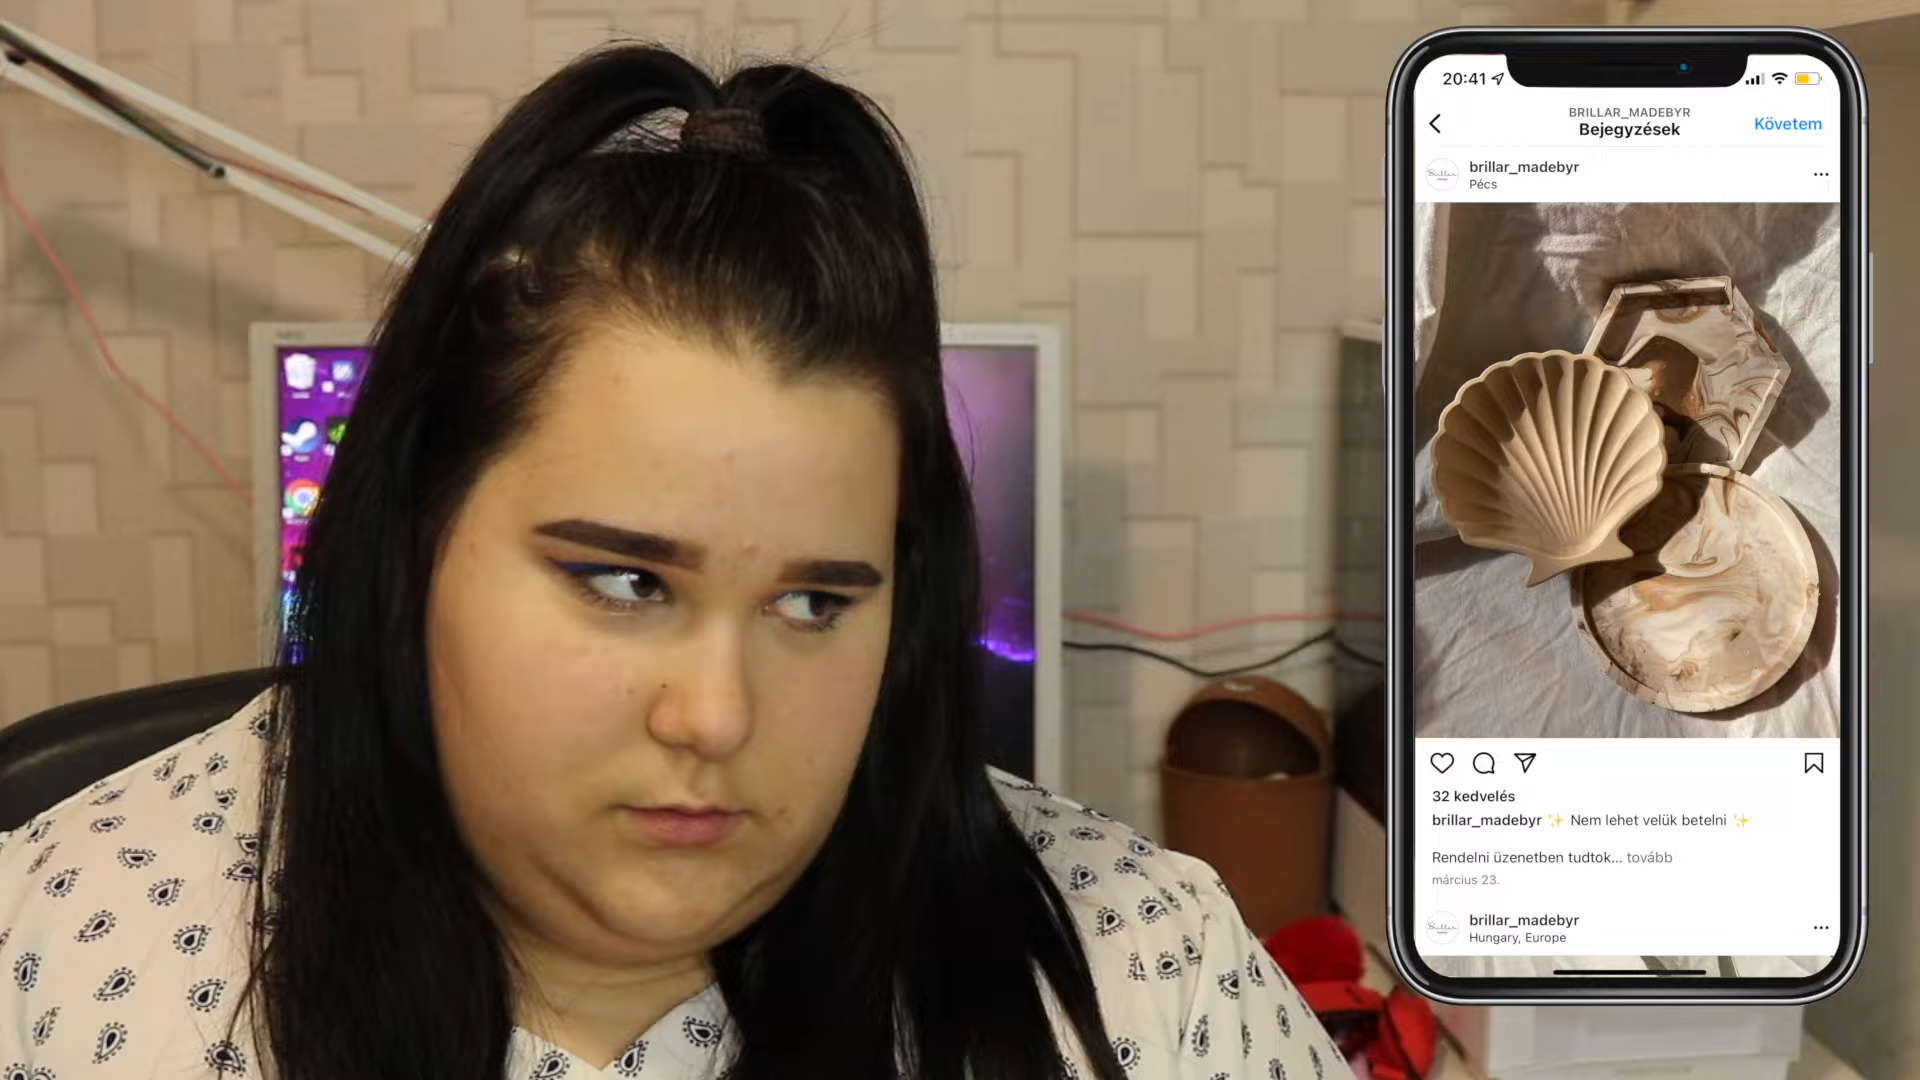 20:41
BRILLAR_MADEBYR
Bejegyzések
Követem
brillar_madebyr
Pécs
32 kedvelés
brillar_madebyr ✨ Nem lehet velük betelni ✨
Rendelni üzenetben tudtok... tovább
március 23.
brillar_madebyr
Hungary, Europe